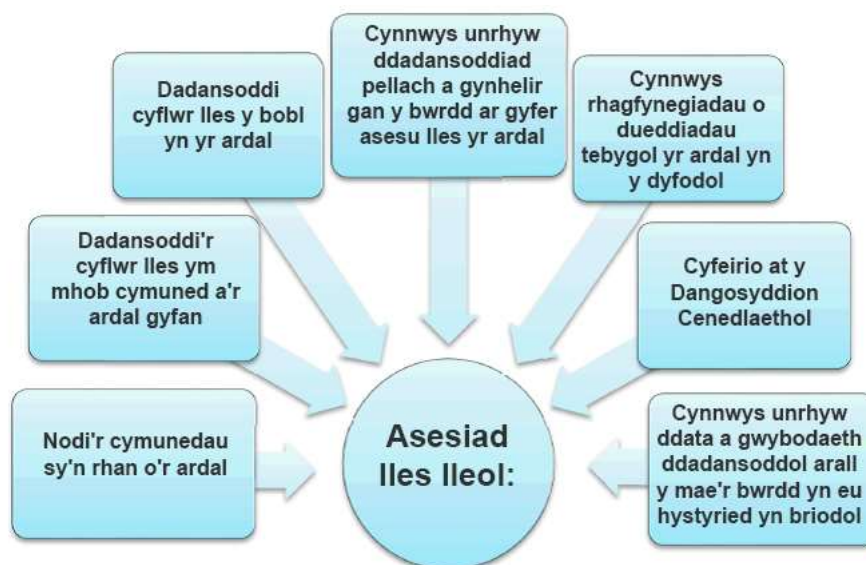 Nodi'r cymunedau
sy'n rhan o'r ardal
Dadansoddi'r
cyflwr lles ym
mhob cymuned a'r
ardal gyfan
Dadansoddi
cyflwr lles y bobl
yn yr ardal
Cynnwys unrhyw
ddadansoddiad
pellach a gynhelir
gan y bwrdd ar gyfer
asesu lles yr ardal
Cynnwys
rhagfynegiadau o
dueddiadau
tebygol yr ardal yn
y dyfodol
Cyfeirio at y
Dangosyddion
Cenedlaethol
Cynnwys unrhyw
ddata a gwybodaeth
ddadansoddol arall
y mae'r bwrdd yn eu
hystyried yn briodol
Asesiad
lles lleol: